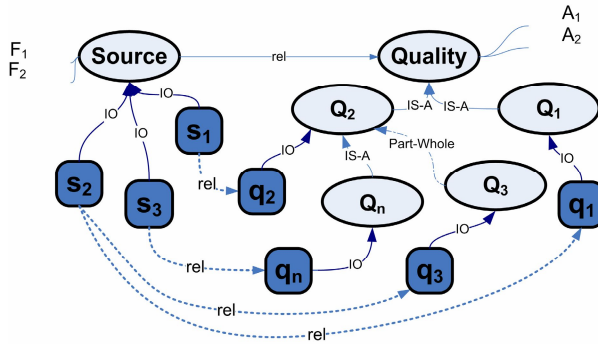 A₁
F₁
A₂
F₂
Source
rel
Quality
IO
IO
IO
IS-A
IS-A
s₁
Q₂
Q₁
Part-Whole
IO
IS-A
IO
s₂
s₃
rel
q₂
Qₙ
Q₃
q₁
rel
qₙ
IO
IO
q₃
rel
rel